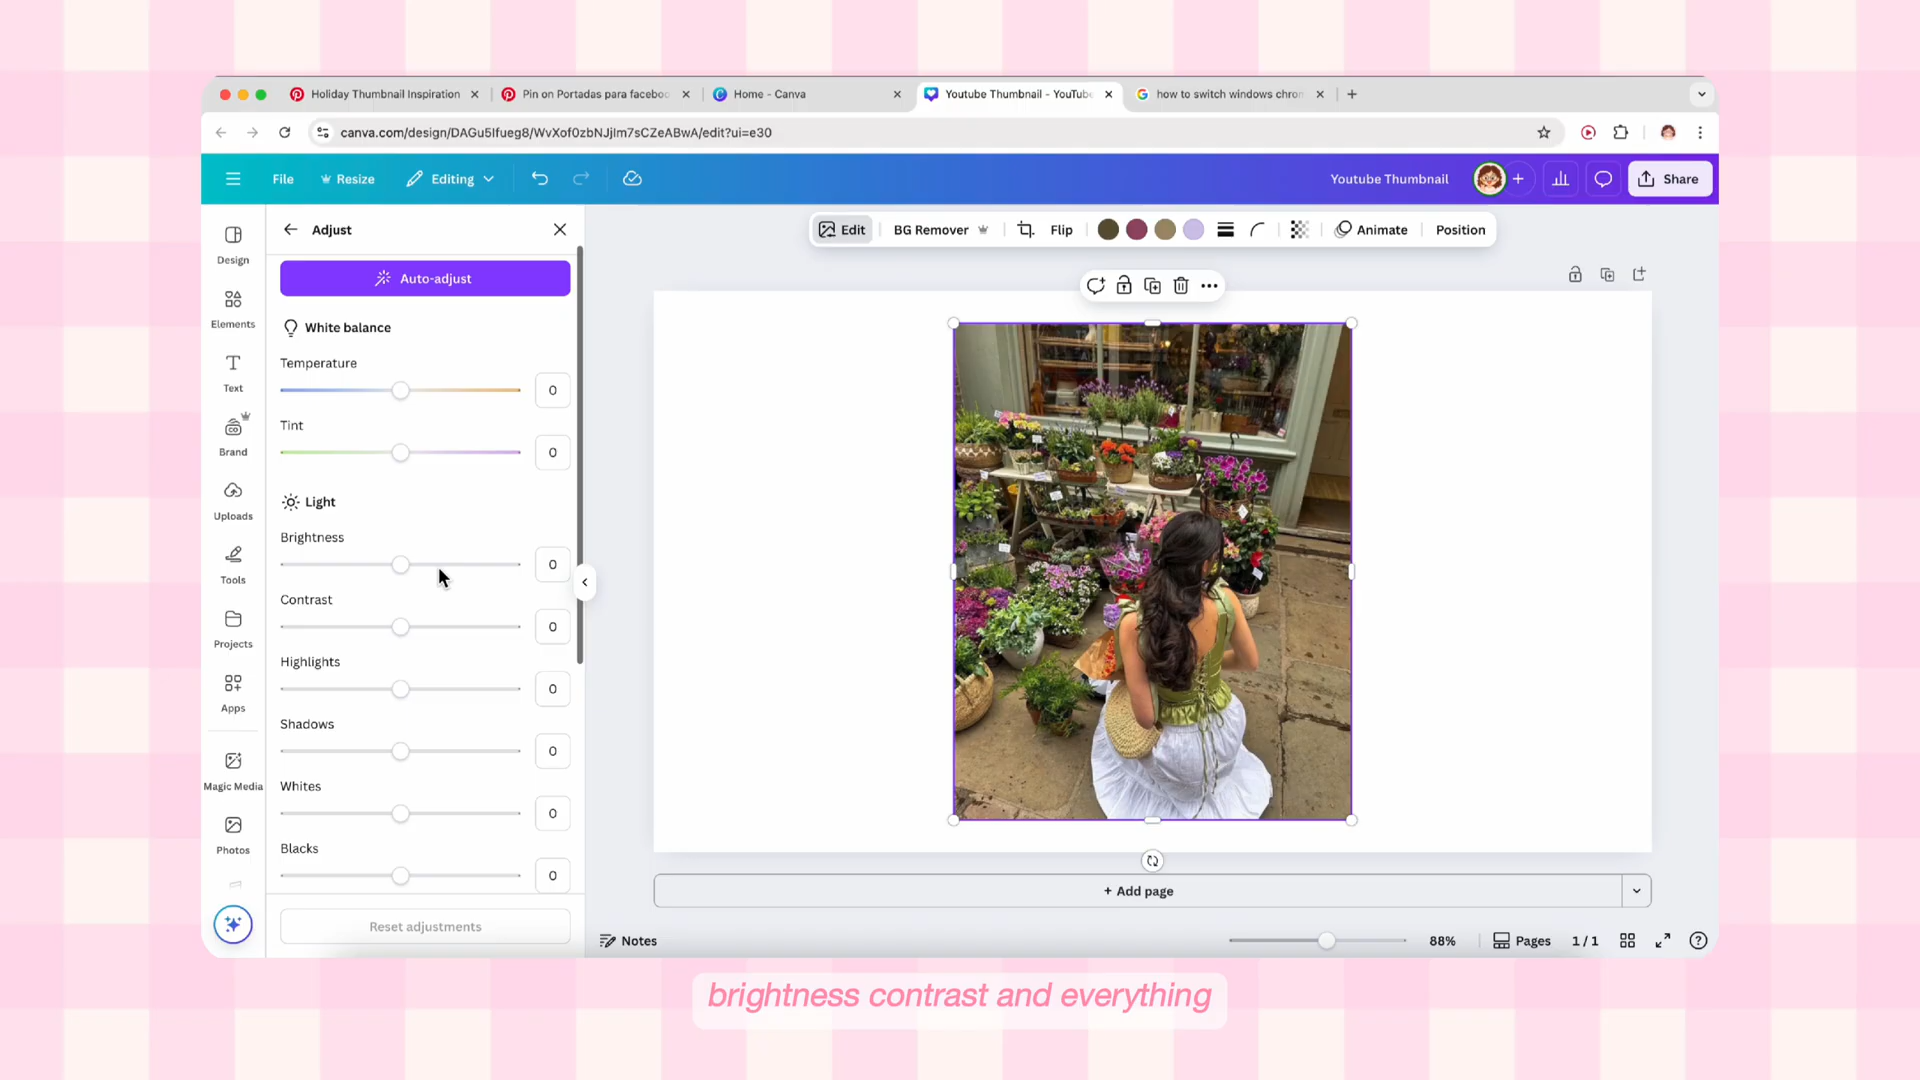 Holiday Thumbnail Inspiration
Pin on Portadas para faceboo
Home - Canva
Youtube Thumbnail - YouTube
how to switch windows chrom
canva.com/design/DAGu5Ifueg8/WvXof0zbNJjIm7sCZeABwA/edit?ui=e30
File
Resize
Editing
Youtube Thumbnail
Share
Design
Elements
Text
Brand
Uploads
Tools
Projects
Apps
Magic Media
Photos
Adjust
Auto-adjust
White balance
Temperature
0
Tint
0
Light
Brightness
0
Contrast
0
Highlights
0
Shadows
0
Whites
0
Blacks
0
Reset adjustments
Edit
BG Remover
Flip
Animate
Position
+ Add page
Notes
88%
Pages
1 / 1
brightness contrast and everything